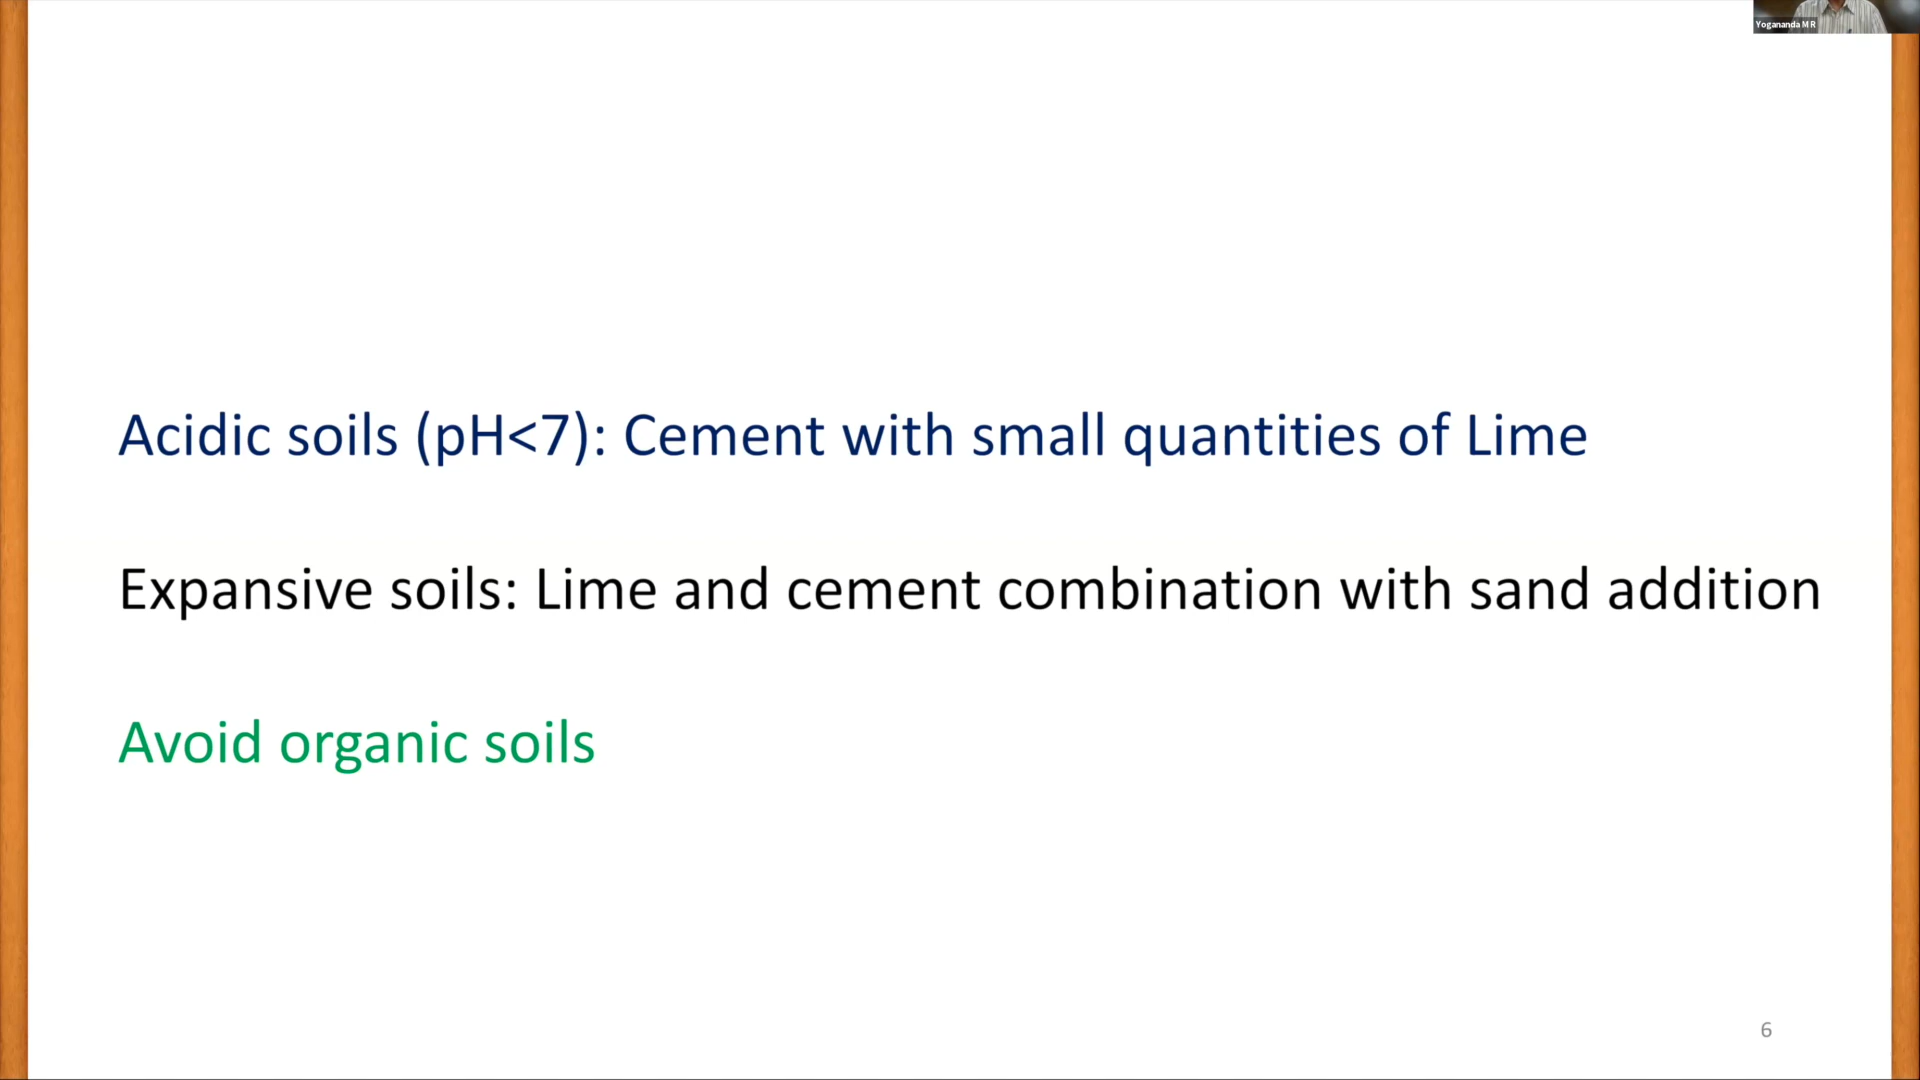 Yogananda M R
Acidic soils (pH<7): Cement with small quantities of Lime
Expansive soils: Lime and cement combination with sand addition
Avoid organic soils
6